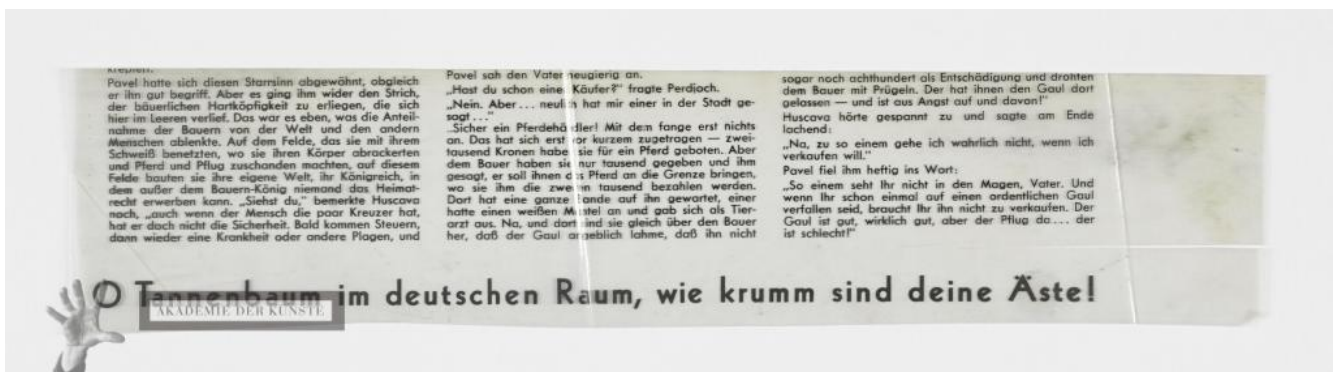 krepieren.
Pavel hatte sich diesen Starrsinn abgewöhnt, obgleich
er ihn gut begriff. Aber es ging ihm wider den Strich,
der bäuerlichen Hartköpfigkeit zu erliegen, die sich
hier im Leeren verlief. Das war es eben, was die Anteil-
nahme der Bauern von der Welt und den andern
Menschen ablenkte. Auf dem Felde, das sie mit ihrem
Schweiß benetzten, wo sie ihren Körper abrackerten
und Pferd und Pflug zuschanden machten, auf diesem
Felde bauten sie ihre eigene Welt, ihr Königreich, in
dem außer dem Bauern-König niemand das Heimat-
recht erwerben kann. „Siehst du,“ bemerkte Huscava
noch, „auch wenn der Mensch die paar Kreuzer hat,
hat er doch nicht die Sicherheit. Bald kommen Steuern,
dann wieder eine Krankheit oder andere Plagen, und
Pavel sah den Vater neugierig an.
„Hast du schon einen Käufer?“ fragte Perdjoch.
„Nein. Aber... neulich hat mir einer in der Stadt ge-
sagt...“
„Sicher ein Pferdehändler! Mit dem fange erst nichts
an. Das hat sich erst vor kurzem zugetragen — zwei-
tausend Kronen haben sie für ein Pferd geboten. Aber
dem Bauer haben sie nur tausend gegeben und ihm
gesagt, er soll ihnen das Pferd an die Grenze bringen,
wo sie ihm die zweiten tausend bezahlen werden.
Dort hat eine ganze Bande auf ihn gewartet, einer
hatte einen weißen Mantel an und gab sich als Tier-
arzt aus. Na, und dort sind sie gleich über den Bauer
her, daß der Gaul angeblich lahme, daß ihn nicht
sogar noch achthundert als Entschädigung und drohten
dem Bauer mit Prügeln. Der hat ihnen den Gaul dort
gelassen — und ist aus Angst auf und davon!“
Huscava hörte gespannt zu und sagte am Ende
lachend:
„Na, zu so einem gehe ich wahrlich nicht, wenn ich
verkaufen will.“
Pavel fiel ihm heftig ins Wort:
„So einem seht Ihr nicht in den Magen, Vater. Und
wenn Ihr schon einmal auf einen ordentlichen Gaul
verfallen seid, braucht Ihr ihn nicht zu verkaufen. Der
Gaul ist gut, wirklich gut, aber der Pflug da.... der
ist schlecht!“
O Tannenbaum im deutschen Raum, wie krumm sind deine Äste!
AKADEMIE DER KÜNSTE